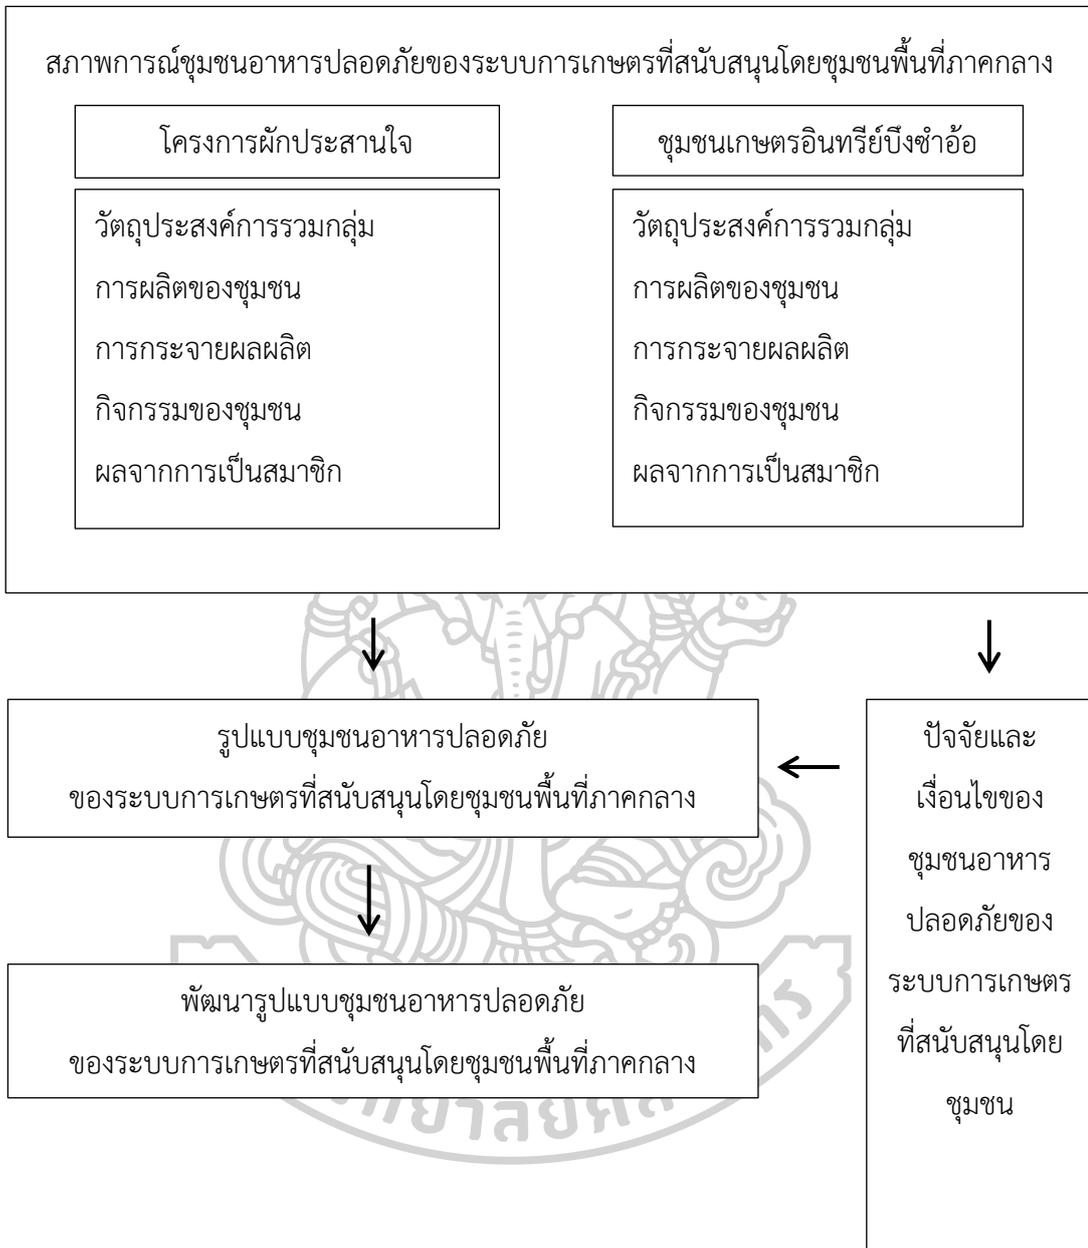 สภาพการณ์ชุมชนอาหารปลอดภัยของระบบการเกษตรที่สนับสนุนโดยชุมชนพื้นที่ภาคกลาง
โครงการผักประสานใจ
วัตถุประสงค์การรวมกลุ่ม
การผลิตของชุมชน
การกระจายผลผลิต
กิจกรรมของชุมชน
ผลจากการเป็นสมาชิก
ชุมชนเกษตรอินทรีย์บึงชำอ้อ
วัตถุประสงค์การรวมกลุ่ม
การผลิตของชุมชน
การกระจายผลผลิต
กิจกรรมของชุมชน
ผลจากการเป็นสมาชิก
รูปแบบชุมชนอาหารปลอดภัย
ของระบบการเกษตรที่สนับสนุนโดยชุมชนพื้นที่ภาคกลาง
ปัจจัยและ
เงื่อนไขของ
ชุมชนอาหาร
ปลอดภัยของ
ระบบการเกษตร
ที่สนับสนุนโดย
ชุมชน
พัฒนารูปแบบชุมชนอาหารปลอดภัย
ของระบบการเกษตรที่สนับสนุนโดยชุมชนพื้นที่ภาคกลาง